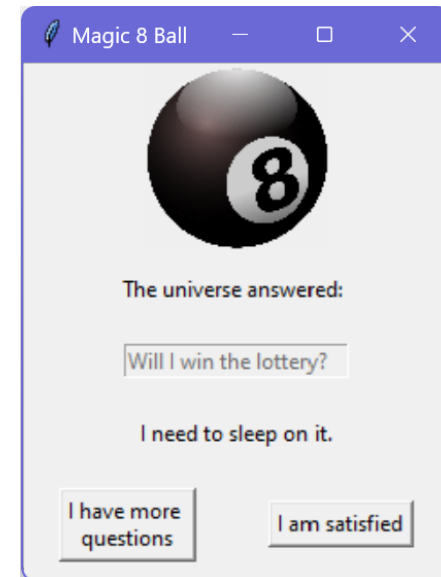 Magic 8 Ball
8
The universe answered:
Will I win the lottery?
I need to sleep on it.
I have more
questions
I am satisfied